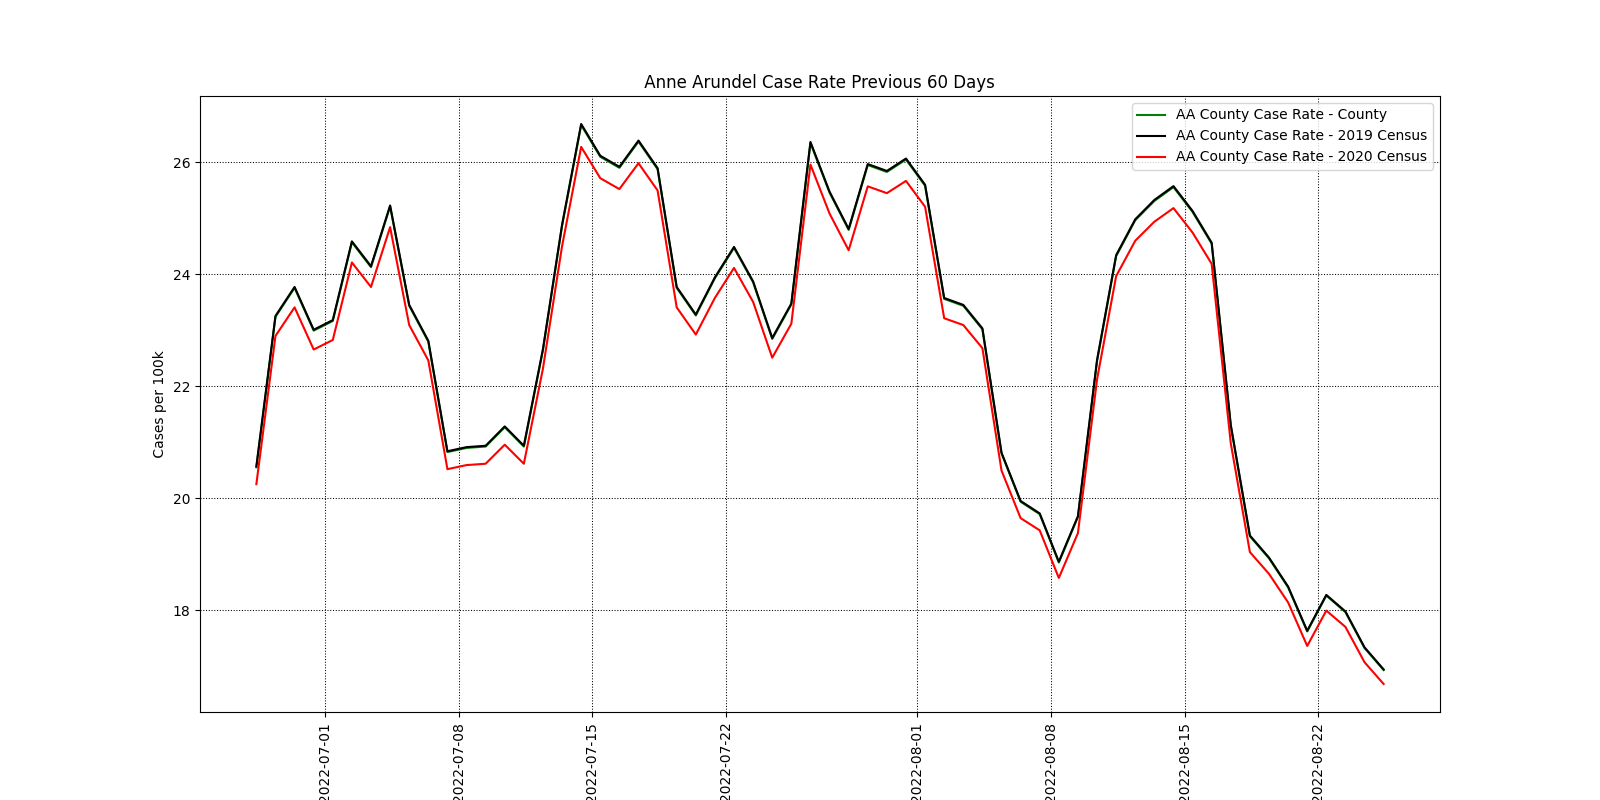 Anne Arundel Case Rate Previous 60 Days
AA County Case Rate - County
AA County Case Rate - 2019 Census
AA County Case Rate - 2020 Census
Cases per 100k
26
24
22
20
18
2022-07-01
2022-07-08
2022-07-15
2022-07-22
2022-08-01
2022-08-08
2022-08-15
2022-08-22